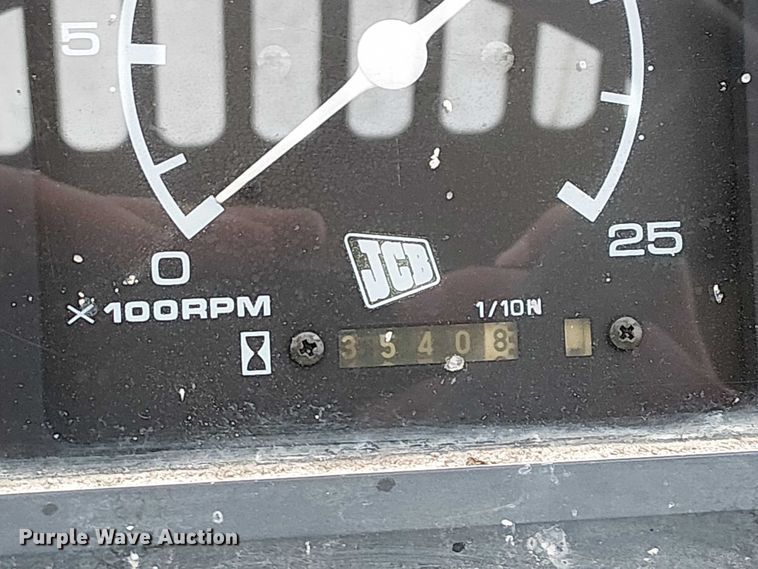 5
0
25
X 100RPM
JCB
1/10H
35408
Purple Wave Auction